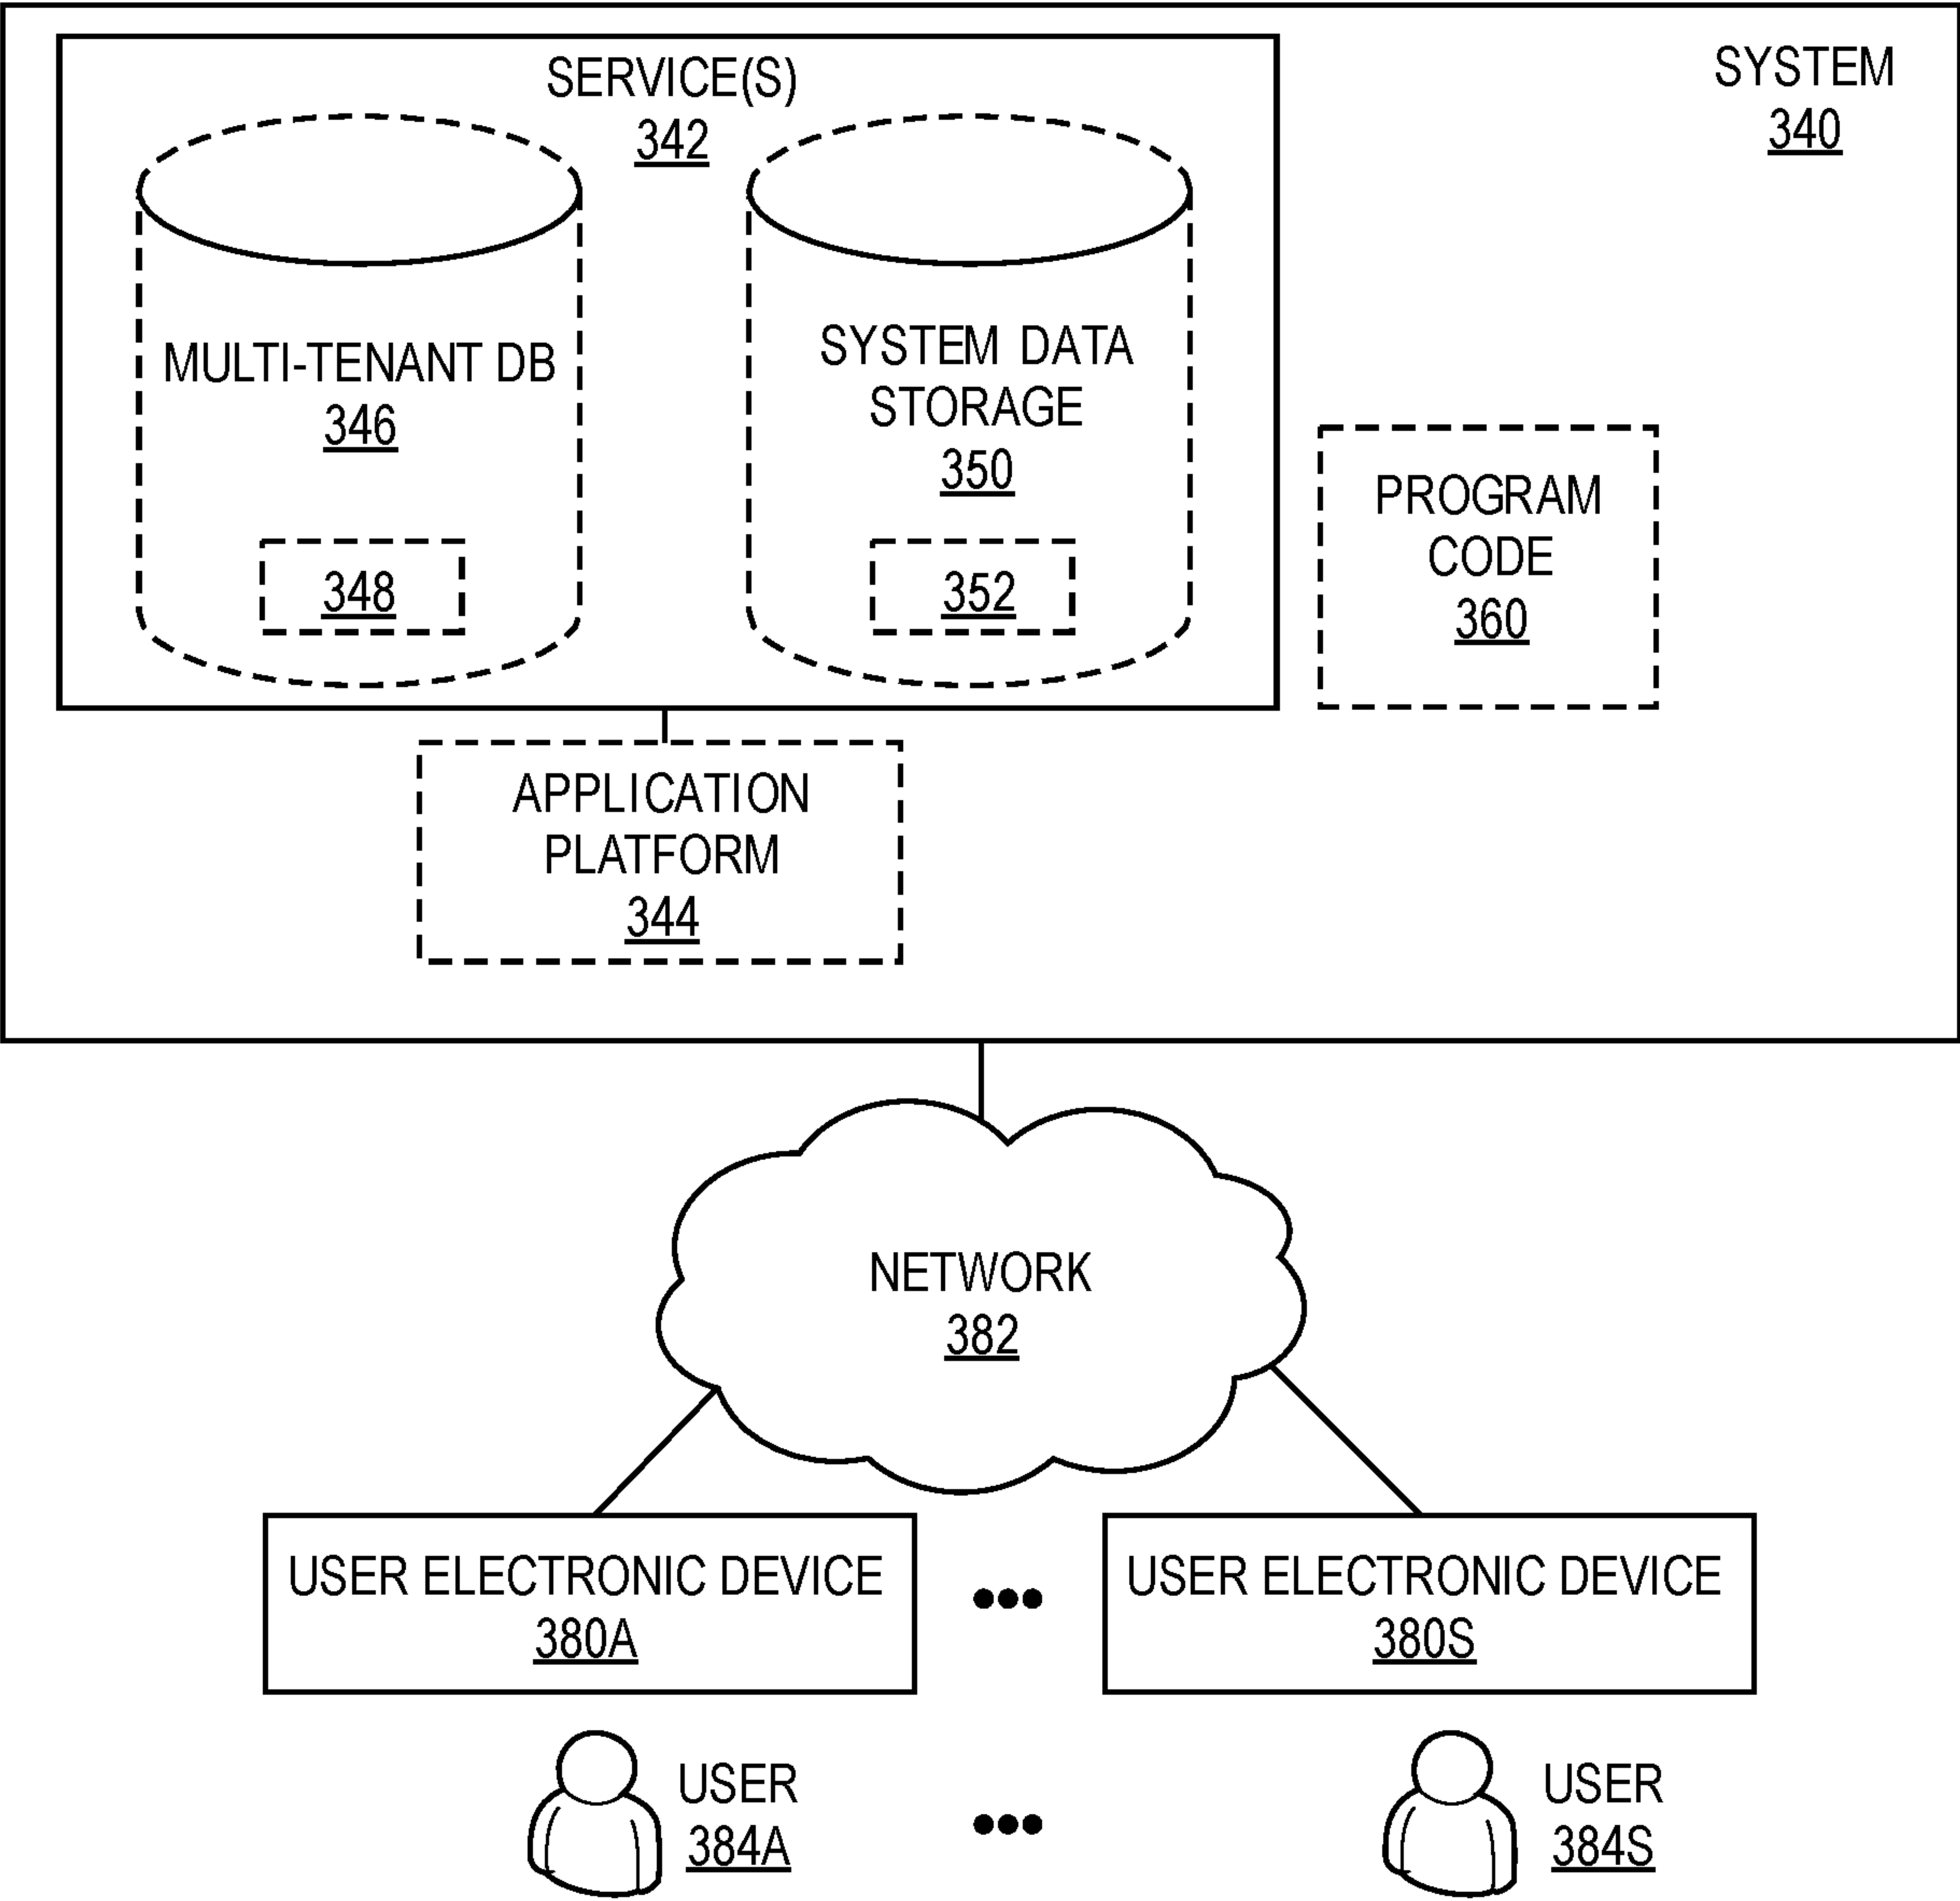 SERVICE(S)
342
SYSTEM
340
MULTI-TENANT DB
346
348
SYSTEM DATA
STORAGE
350
352
PROGRAM
CODE
360
APPLICATION
PLATFORM
344
NETWORK
382
USER ELECTRONIC DEVICE
380A
USER ELECTRONIC DEVICE
380S
USER
384A
USER
384S